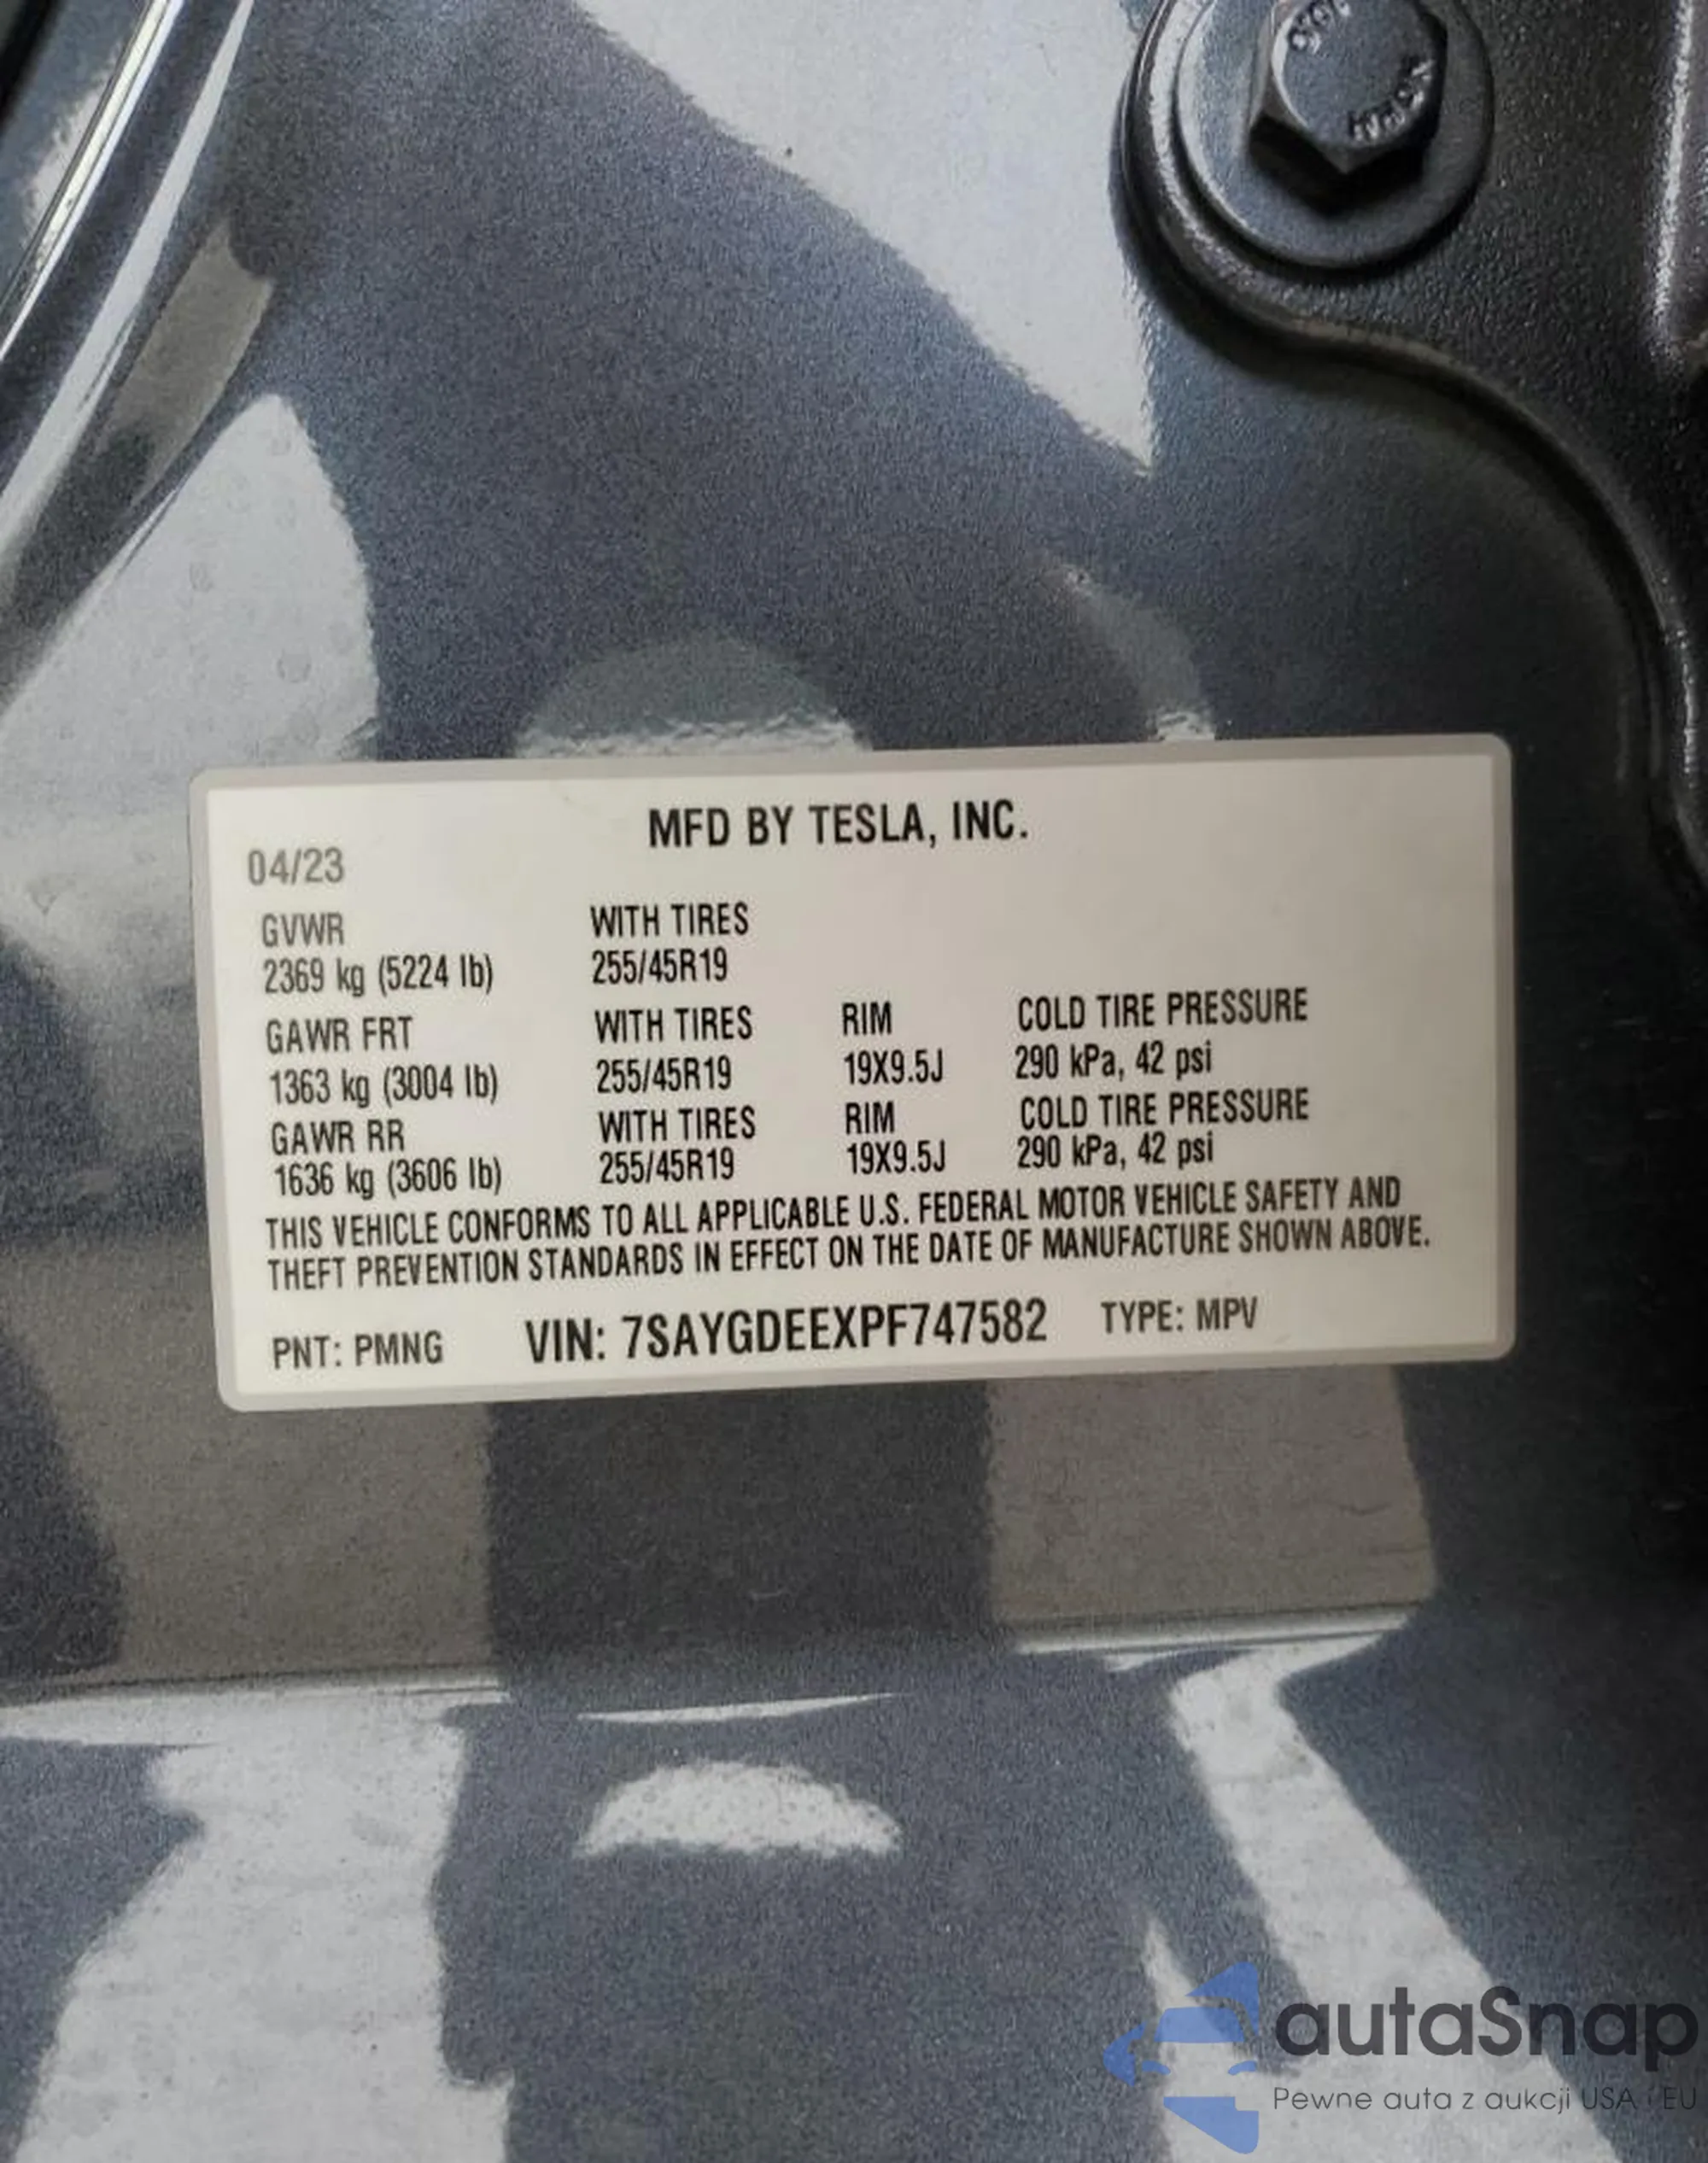 MFD BY TESLA, INC.
04/23
GVWR WITH TIRES
2369 kg (5224 lb) 255/45R19
GAWR FRT WITH TIRES RIM COLD TIRE PRESSURE
1363 kg (3004 lb) 255/45R19 19X9.5J 290 kPa, 42 psi
GAWR RR WITH TIRES RIM COLD TIRE PRESSURE
1636 kg (3606 lb) 255/45R19 19X9.5J 290 kPa, 42 psi
THIS VEHICLE CONFORMS TO ALL APPLICABLE U.S. FEDERAL MOTOR VEHICLE SAFETY AND
THEFT PREVENTION STANDARDS IN EFFECT ON THE DATE OF MANUFACTURE SHOWN ABOVE.
PNT: PMNG VIN: 7SAYGDEEXPF747582 TYPE: MPV
autaSnap
Pewne auta z aukcji USA i EU